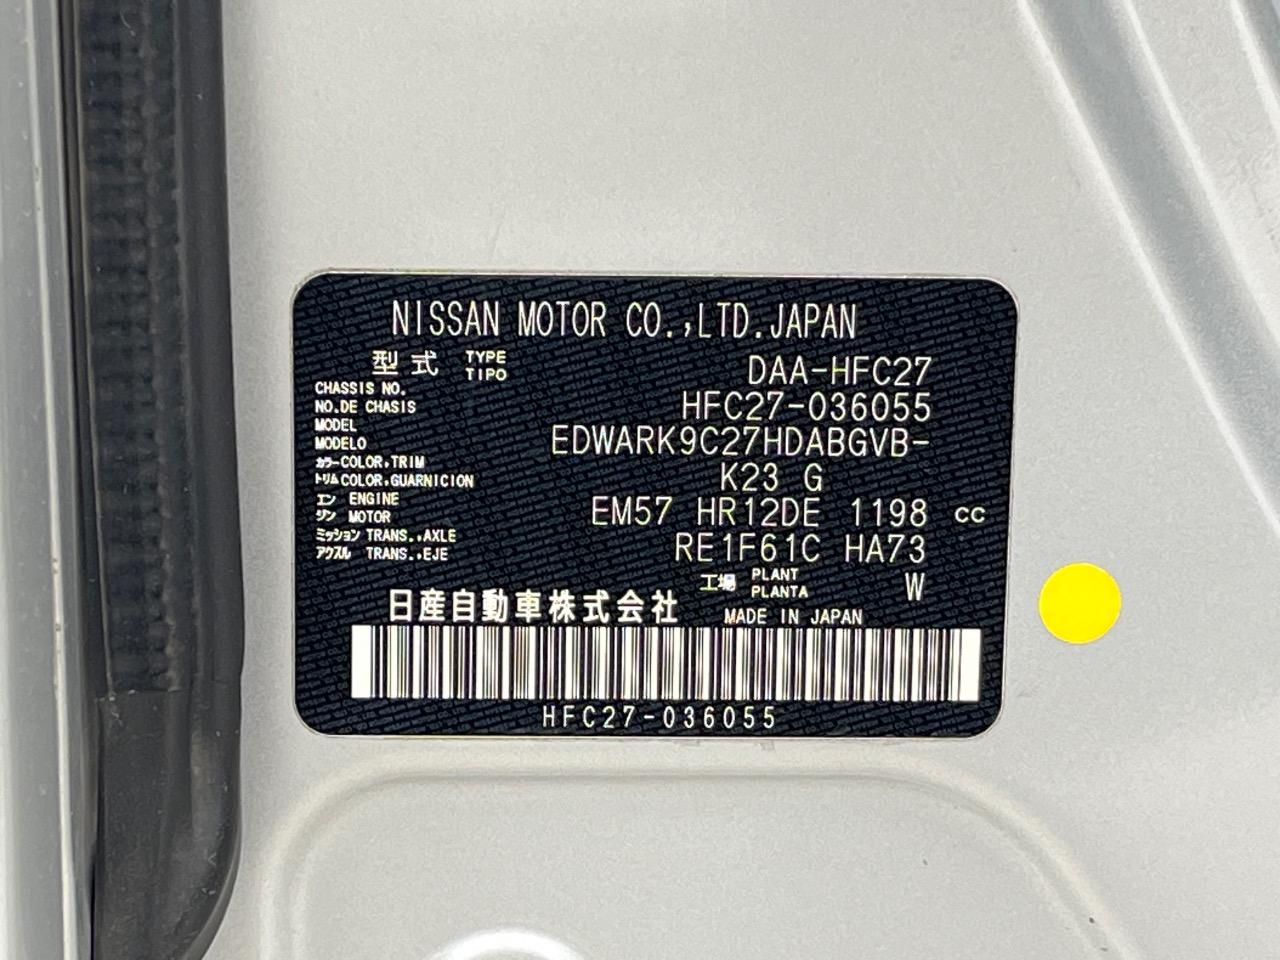 NISSAN MOTOR CO.,LTD.JAPAN
型式 TYPE TIPO DAA-HFC27
CHASSIS NO. NO.DE CHASIS HFC27-036055
MODEL MODELO EDWARK9C27HDABGVB-
カラー COLOR,TRIM トリム COLOR,GUARNICION K23 G
エンジン ENGINE MOTOR EM57 HR12DE 1198 cc
ミッション TRANS.,AXLE アクスル TRANS.,EJE RE1F61C HA73
工場 PLANT PLANTA W
日産自動車株式会社 MADE IN JAPAN
HFC27-036055